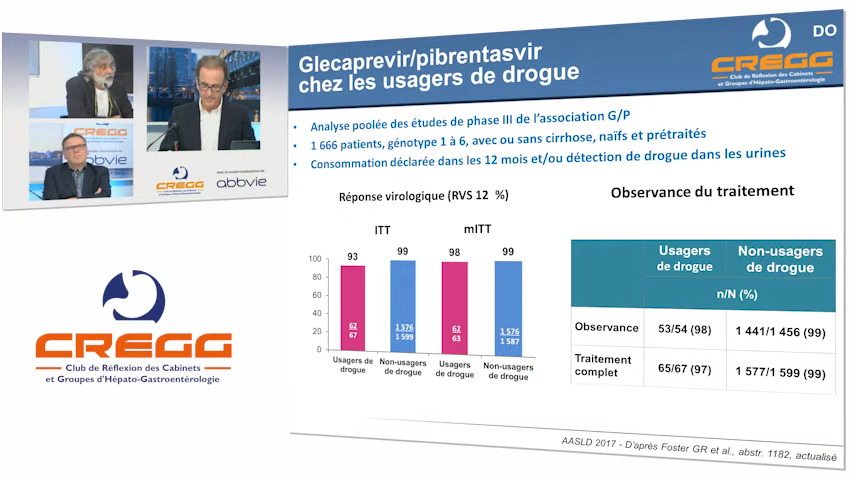 Glecaprevir/pibrentasvir
chez les usagers de drogue
DO
CREGG
Club de Réflexion des Cabinets
et Groupes d'Hépato-Gastroentérologie
• Analyse poolée des études de phase III de l'association G/P
• 1 666 patients, génotype 1 à 6, avec ou sans cirrhose, naïfs et prétraités
• Consommation déclarée dans les 12 mois et/ou détection de drogue dans les urines
Réponse virologique (RVS 12 %)
ITT
mITT
100
80
60
40
20
0
93
99
98
99
62
67
1 576
1 599
62
63
1 576
1 587
Usagers de
drogue
Non-usagers
de drogue
Usagers de
drogue
Non-usagers
de drogue
Observance du traitement
Usagers
de drogue
Non-usagers
de drogue
n/N (%)
Observance 53/54 (98) 1 441/1 456 (99)
Traitement
complet 65/67 (97) 1 577/1 599 (99)
AASLD 2017 - D'après Foster GR et al., abstr. 1182, actualisé
CREGG
abbvie
CREGG
abbvie
CREGG
Club de Réflexion des Cabinets
et Groupes d'Hépato-Gastroentérologie